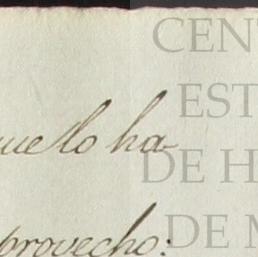 que lo ha-
provecho:
CEN
EST
DE H
DE M